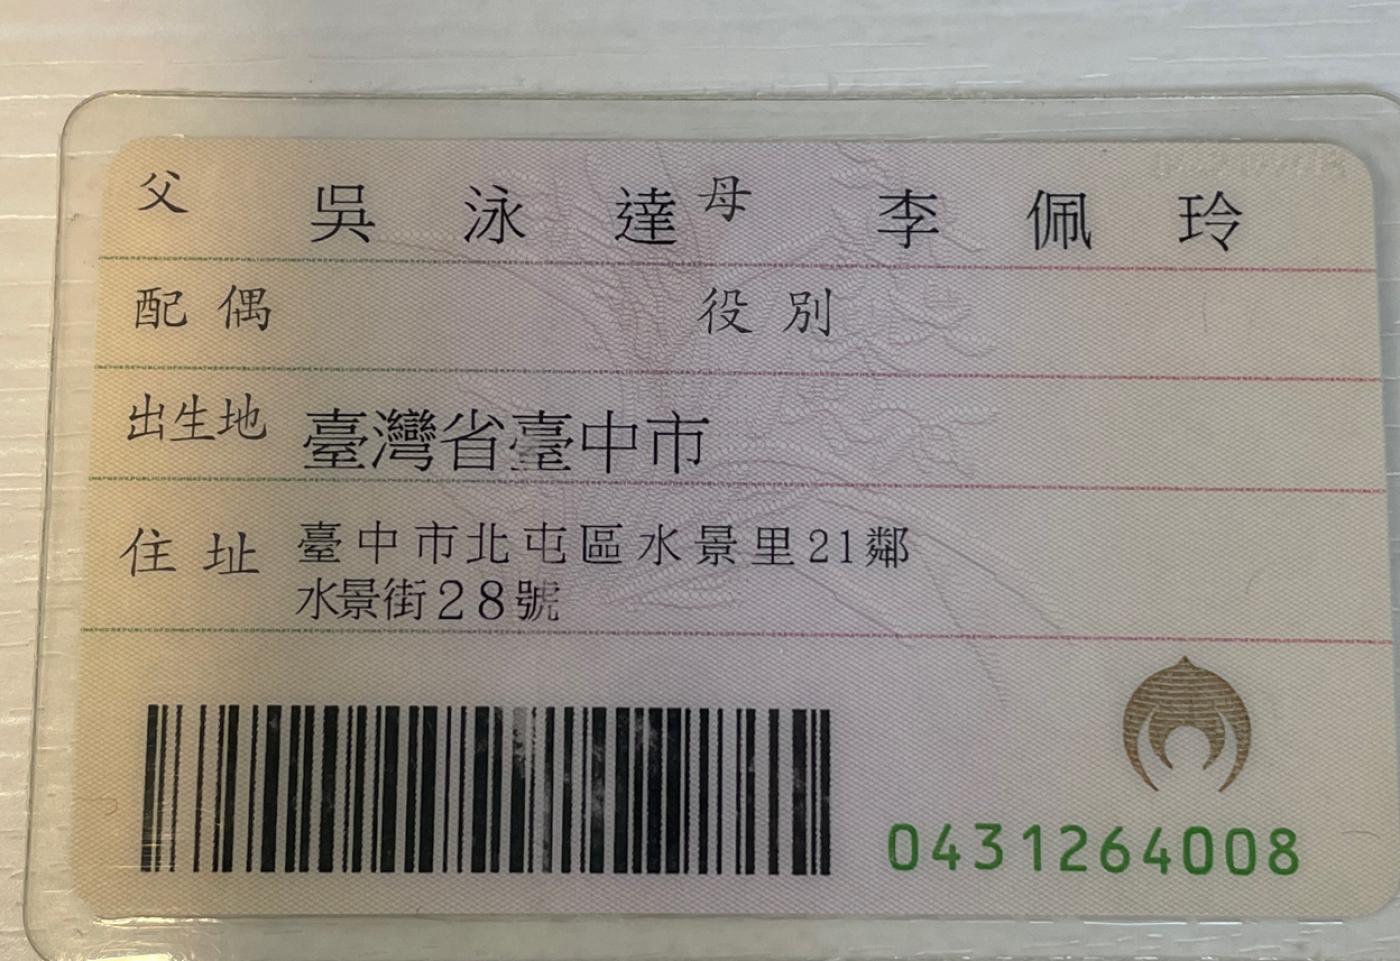 父 吳泳達 母 李佩玲
配偶 役別
出生地 臺灣省臺中市
住址 臺中市北屯區水景里21鄰
水景街28號
0431264008